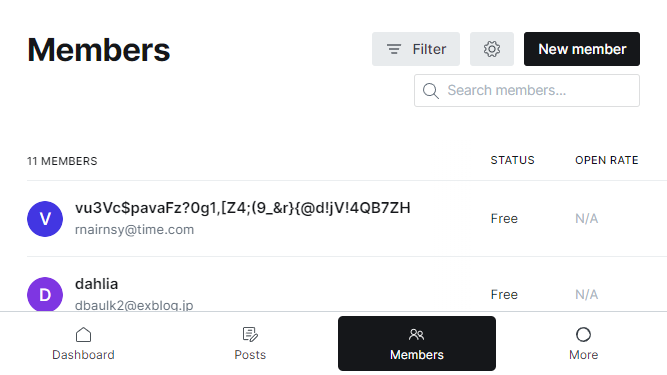 Members
Filter
New member
Search members...
11 MEMBERS STATUS OPEN RATE
V vu3Vc$pavaFz?0g1,[Z4;(9_&r}{@d!jV!4QB7ZH Free N/A
rnairnsy@time.com
D dahlia Free N/A
dbaulk2@exblog.jp
Dashboard Posts Members More